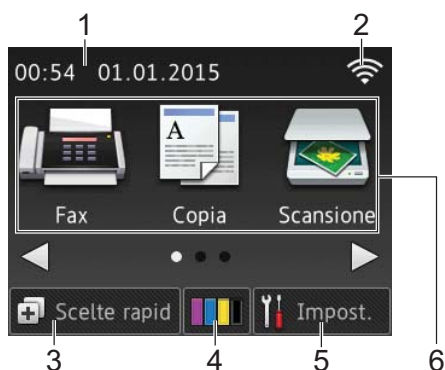 1 2
00:54 01.01.2015
A
Fax Copia Scansione
Scelte rapid Impost.
3 4 5 6